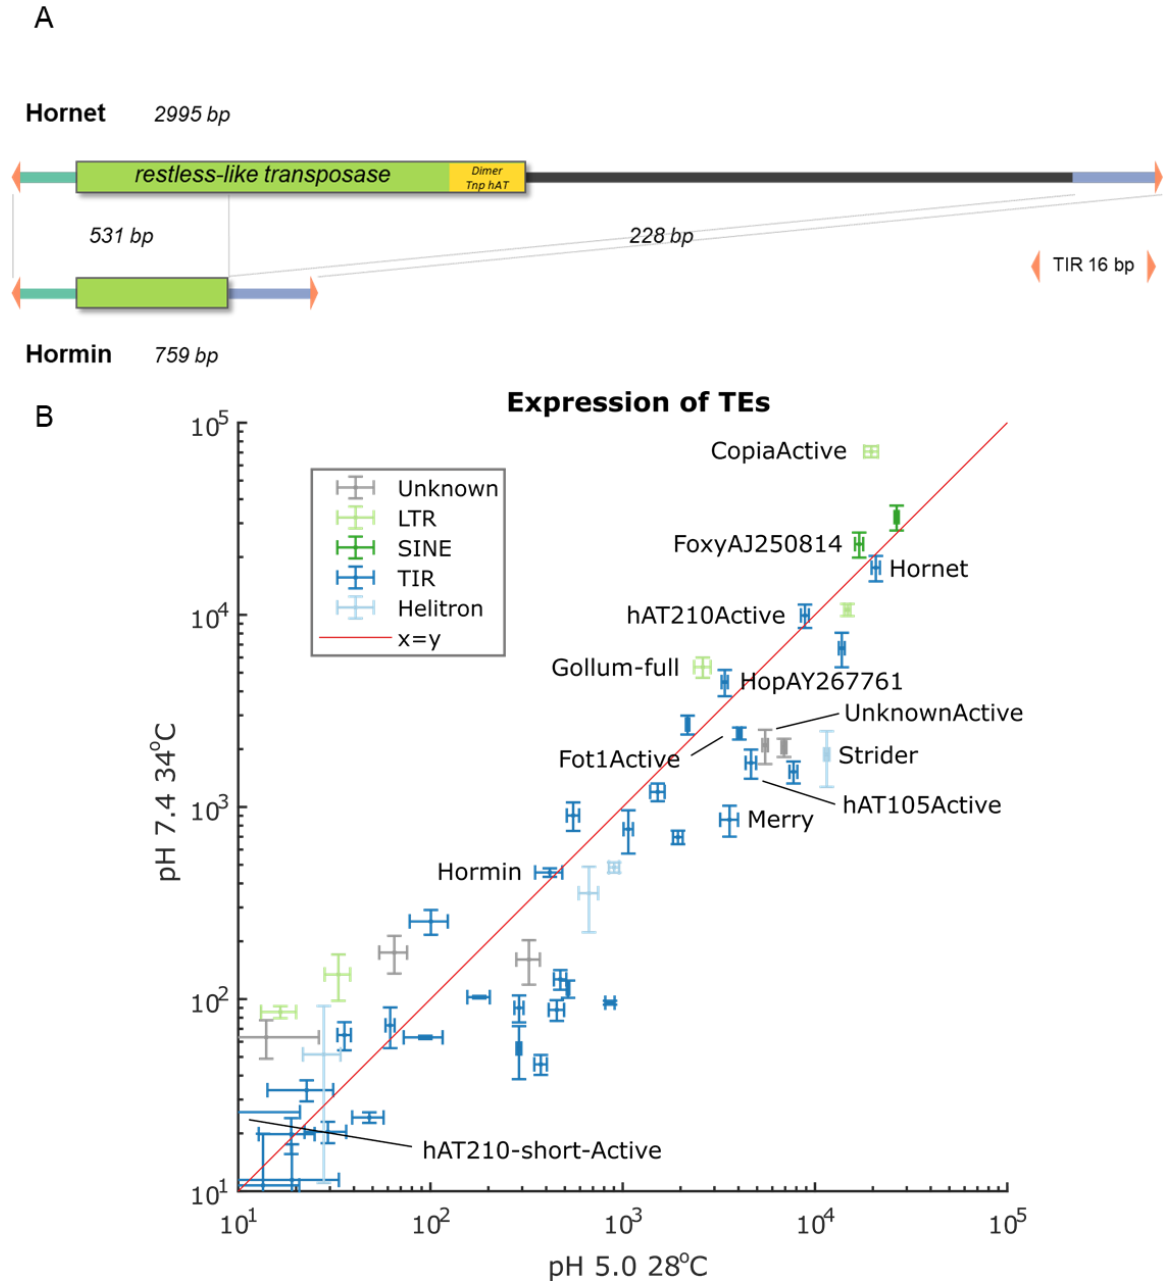 A
Hornet 2995 bp
restless-like transposase
Dimer
Tnp hAT
531 bp
228 bp
TIR 16 bp
Hormin 759 bp
B
Expression of TEs
10^5
CopiaActive
Unknown
LTR
SINE
TIR
Helitron
x=y
FoxyAJ250814
Hornet
10^4
hAT210Active
Gollum-full
HopAY267761
UnknownActive
Fot1Active
Strider
hAT105Active
10^3
Merry
Hormin
10^2
hAT210-short-Active
10^1
pH 7.4 34°C
10^1 10^2 10^3 10^4 10^5
pH 5.0 28°C